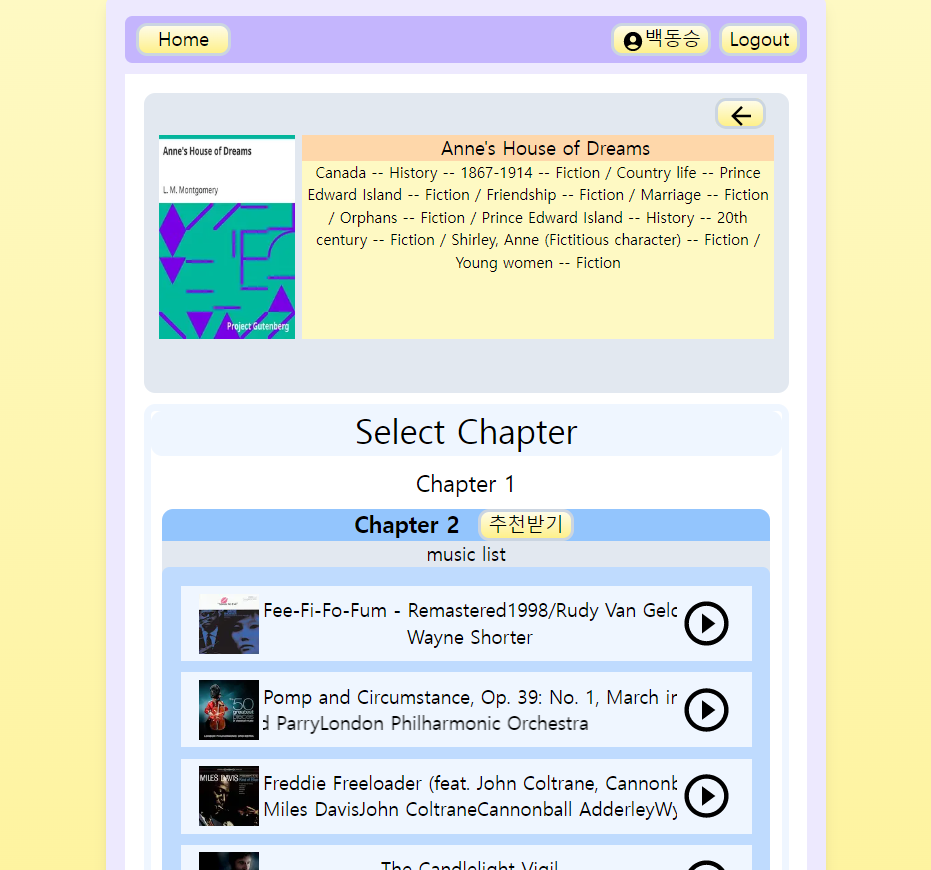 Home
백동승
Logout
Anne's House of Dreams
L. M. Montgomery
Project Gutenberg
Anne's House of Dreams
Canada -- History -- 1867-1914 -- Fiction / Country life -- Prince
Edward Island -- Fiction / Friendship -- Fiction / Marriage -- Fiction
/ Orphans -- Fiction / Prince Edward Island -- History -- 20th
century -- Fiction / Shirley, Anne (Fictitious character) -- Fiction /
Young women -- Fiction
Select Chapter
Chapter 1
Chapter 2
추천받기
music list
Fee-Fi-Fo-Fum - Remastered1998/Rudy Van
Wayne Shorter
Pomp and Circumstance, Op. 39: No. 1, March
ParryLondon Philharmonic Orchestra
MILES DAVIS
Freddie Freeloader (feat. John Coltrane,
Miles DavisJohn ColtraneCannonball
The Candlelight Vigil